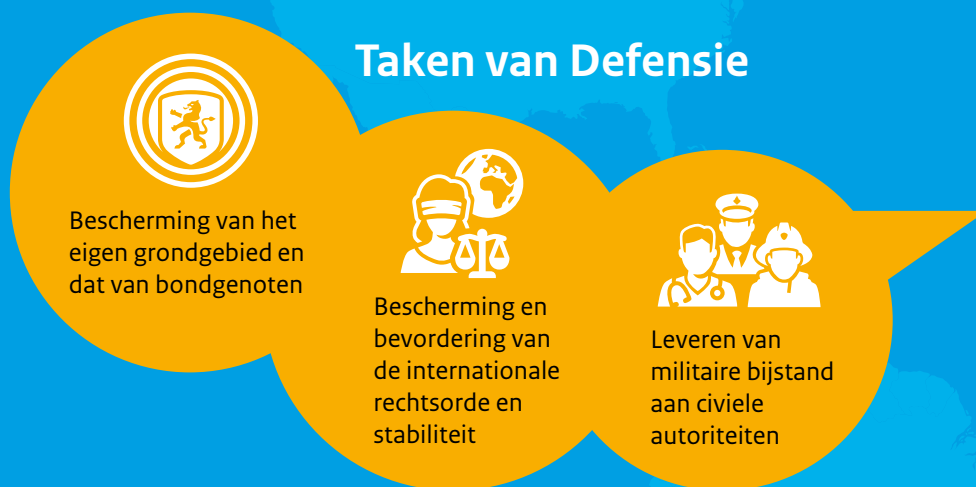 Taken van Defensie
Bescherming van het
eigen grondgebied en
dat van bondgenoten
Bescherming en
bevordering van
de internationale
rechtsorde en
stabiliteit
Leveren van
militaire bijstand
aan civiele
autoriteiten